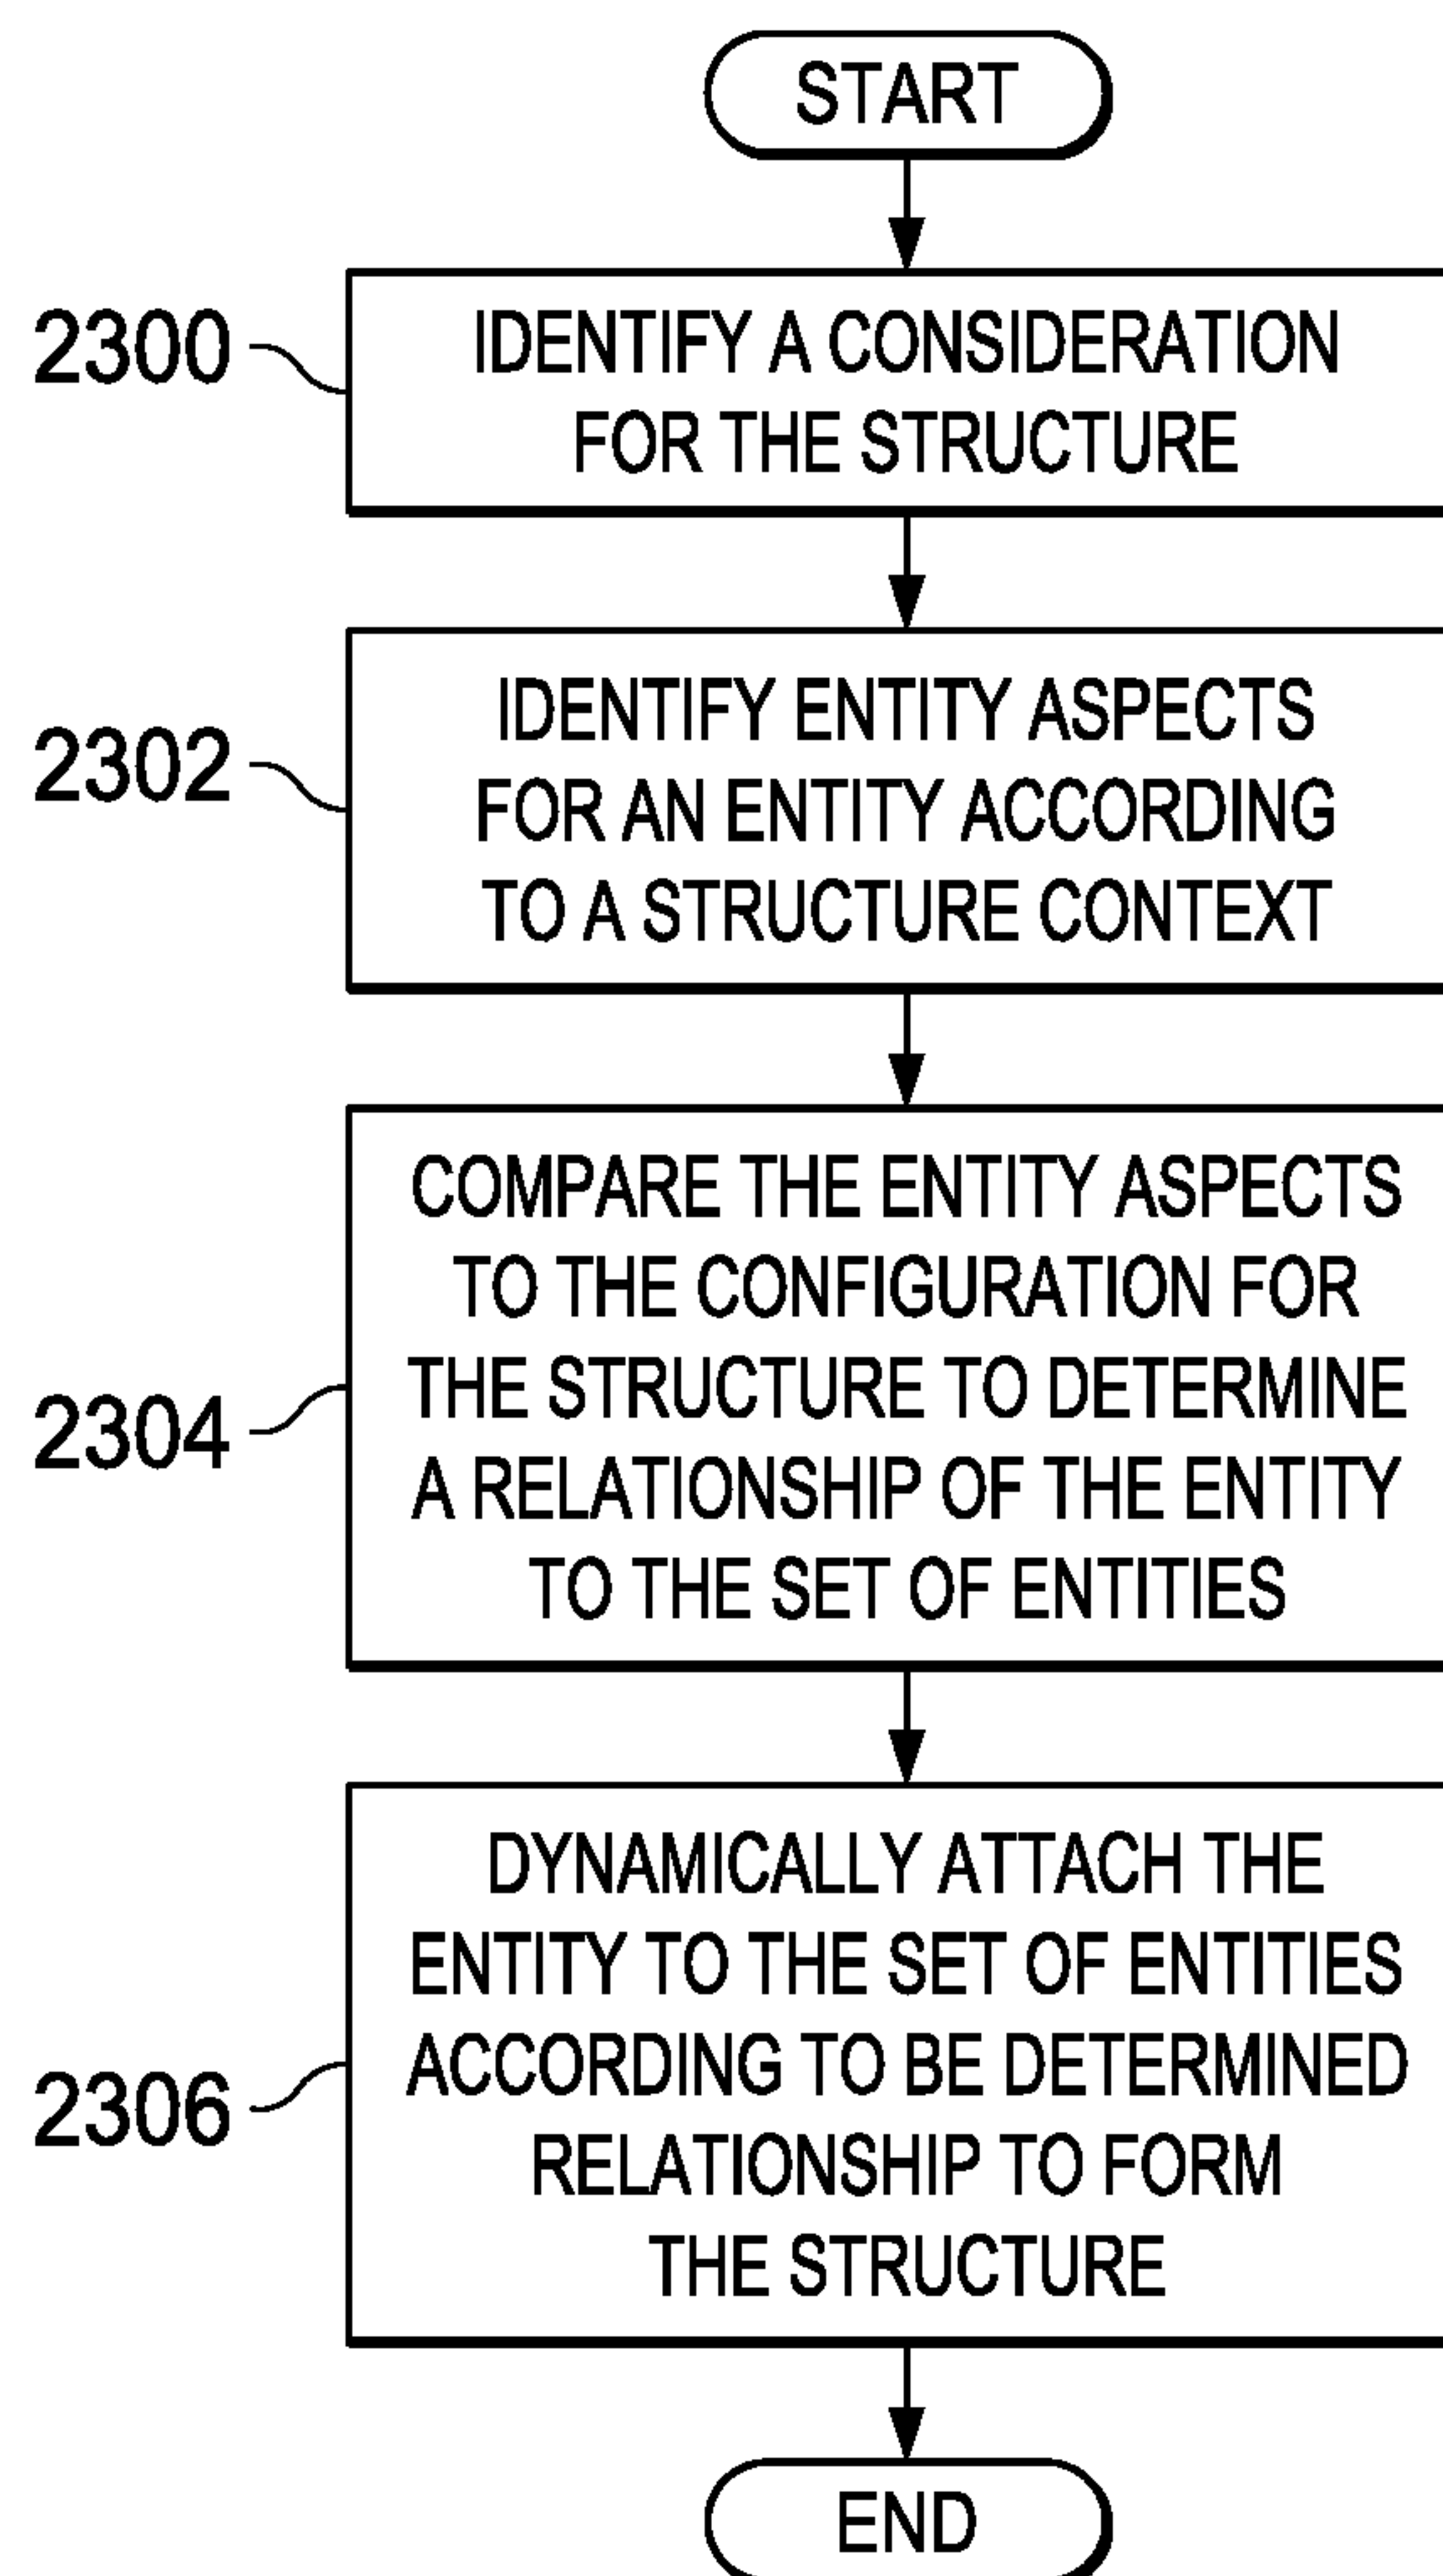 START
2300
IDENTIFY A CONSIDERATION
FOR THE STRUCTURE
2302
IDENTIFY ENTITY ASPECTS
FOR AN ENTITY ACCORDING
TO A STRUCTURE CONTEXT
2304
COMPARE THE ENTITY ASPECTS
TO THE CONFIGURATION FOR
THE STRUCTURE TO DETERMINE
A RELATIONSHIP OF THE ENTITY
TO THE SET OF ENTITIES
2306
DYNAMICALLY ATTACH THE
ENTITY TO THE SET OF ENTITIES
ACCORDING TO BE DETERMINED
RELATIONSHIP TO FORM
THE STRUCTURE
END